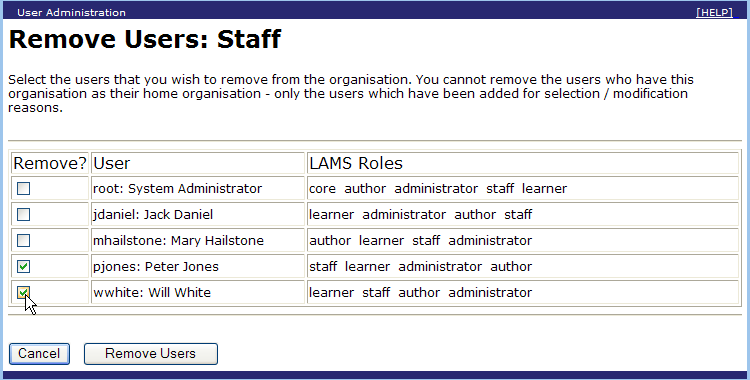 User Administration [HELP]
Remove Users: Staff
Select the users that you wish to remove from the organisation. You cannot remove the users who have this
organisation as their home organisation - only the users which have been added for selection / modification
reasons.
Remove? User LAMS Roles
root: System Administrator core author administrator staff learner
jdaniel: Jack Daniel learner administrator author staff
mhailstone: Mary Hailstone author learner staff administrator
pjones: Peter Jones staff learner administrator author
wwhite: Will White learner staff author administrator
Cancel Remove Users